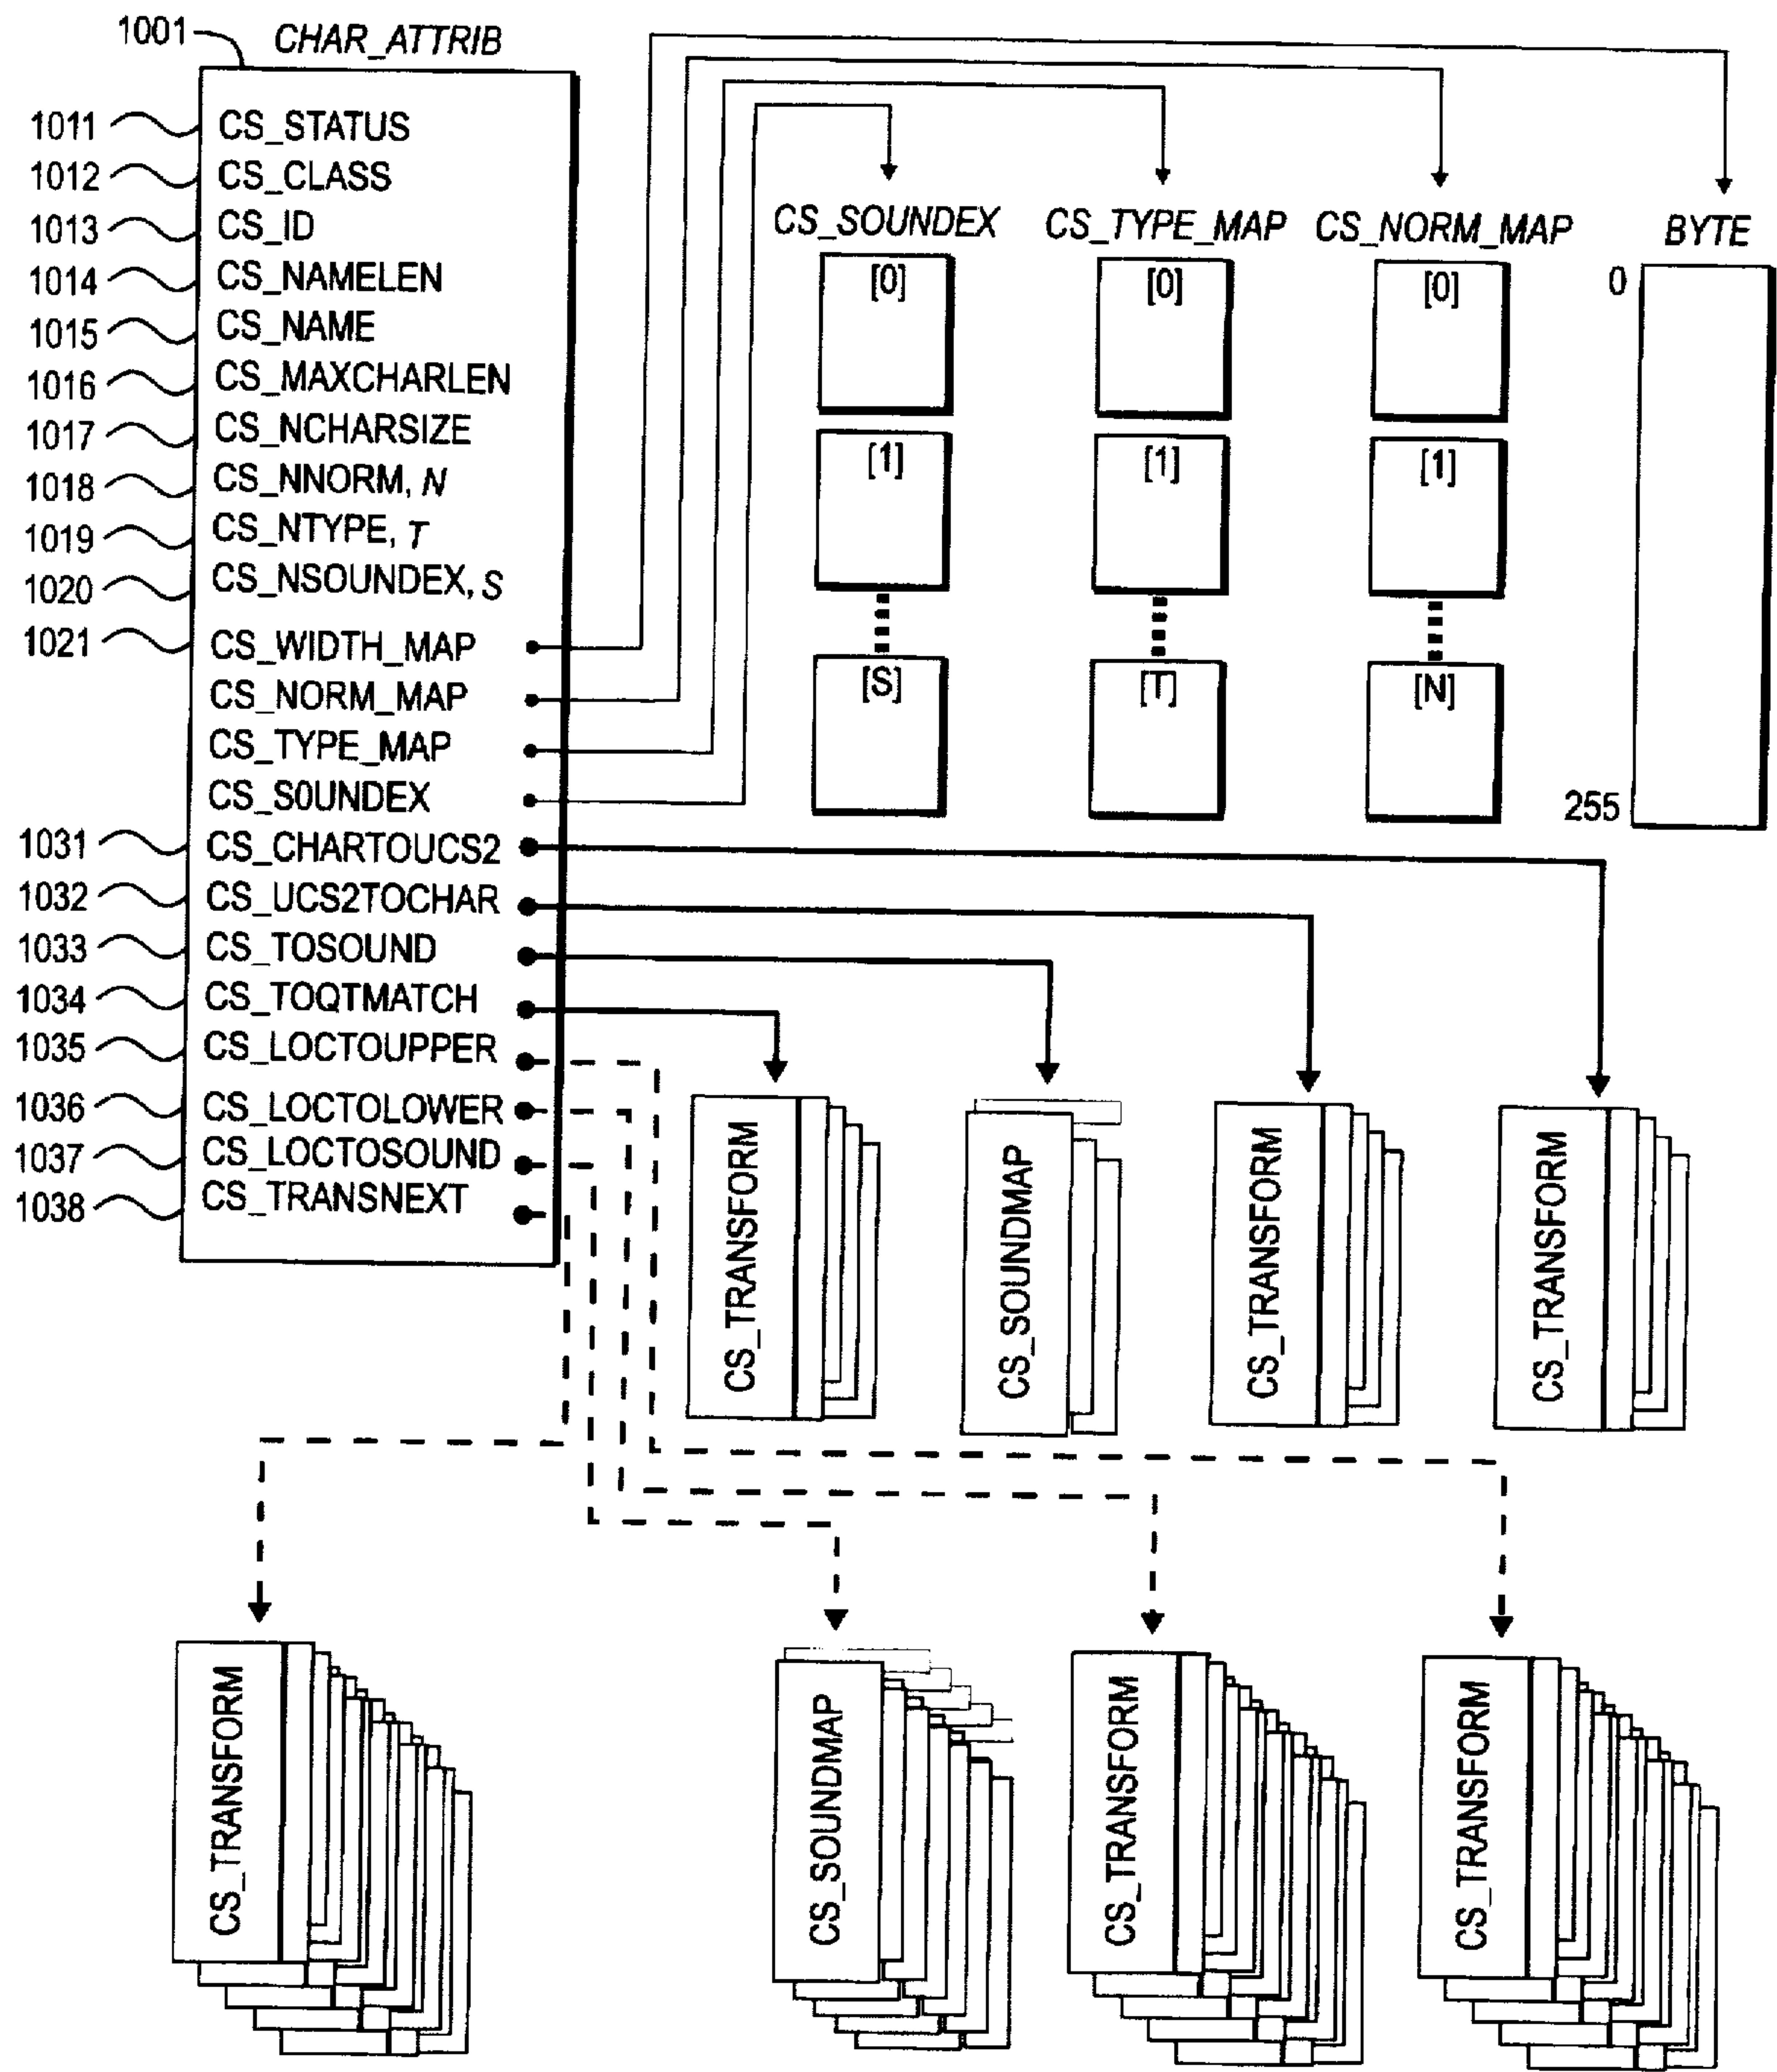 1001 CHAR_ATTRIB
1011 CS_STATUS
1012 CS_CLASS
1013 CS_ID
1014 CS_NAMELEN
1015 CS_NAME
1016 CS_MAXCHARLEN
1017 CS_NCHARSIZE
1018 CS_NNORM, N
1019 CS_NTYPE, T
1020 CS_NSOUNDEX, S
1021 CS_WIDTH_MAP
CS_NORM_MAP
CS_TYPE_MAP
CS_S0UNDEX
1031 CS_CHARTOUCS2
1032 CS_UCS2TOCHAR
1033 CS_TOSOUND
1034 CS_TOQTMATCH
1035 CS_LOCTOUPPER
1036 CS_LOCTOLOWER
1037 CS_LOCTOSOUND
1038 CS_TRANSNEXT
CS_SOUNDEX CS_TYPE_MAP CS_NORM_MAP BYTE
[0] [0] [0] 0
[1] [1] [1]
[S] [T] [N]
255
CS_TRANSFORM
CS_SOUNDMAP
CS_TRANSFORM
CS_TRANSFORM
CS_TRANSFORM
CS_SOUNDMAP
CS_TRANSFORM
CS_TRANSFORM